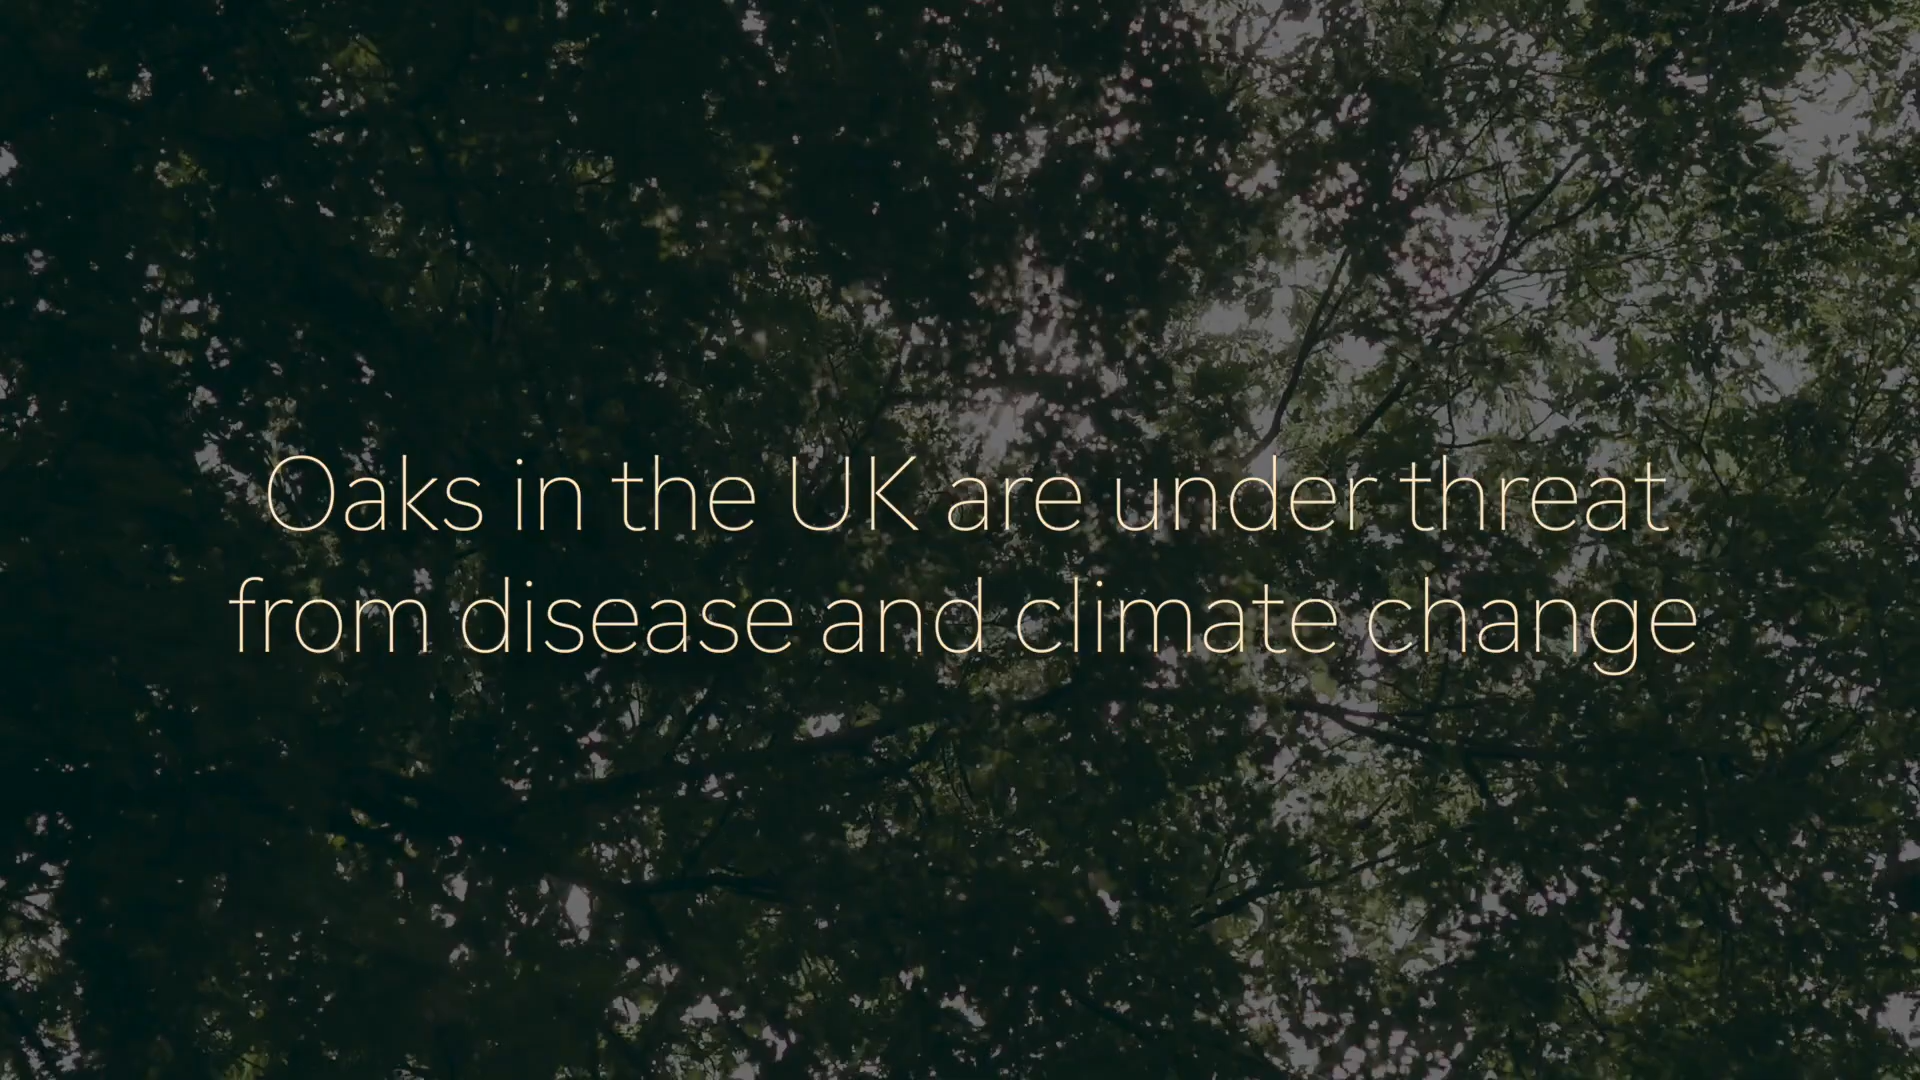 Oaks in the UK are under threat
from disease and climate change